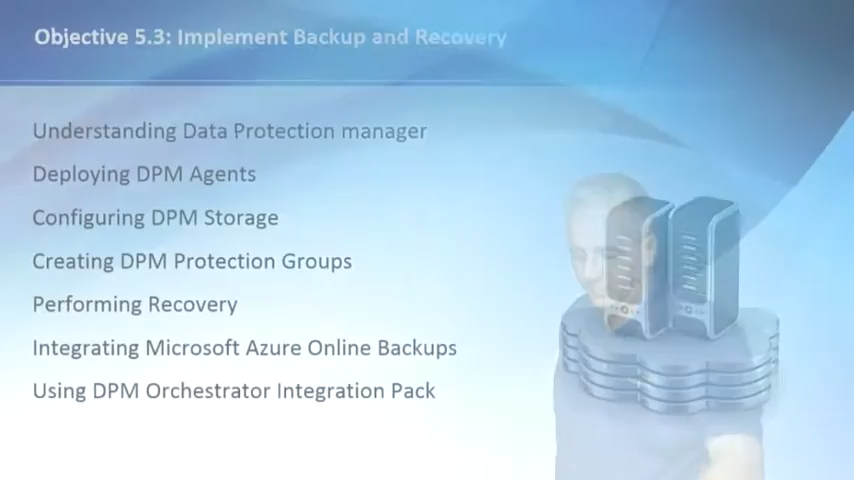 Objective 5.3: Implement Backup and Recovery
Understanding Data Protection manager
Deploying DPM Agents
Configuring DPM Storage
Creating DPM Protection Groups
Performing Recovery
Integrating Microsoft Azure Online Backups
Using DPM Orchestrator Integration Pack